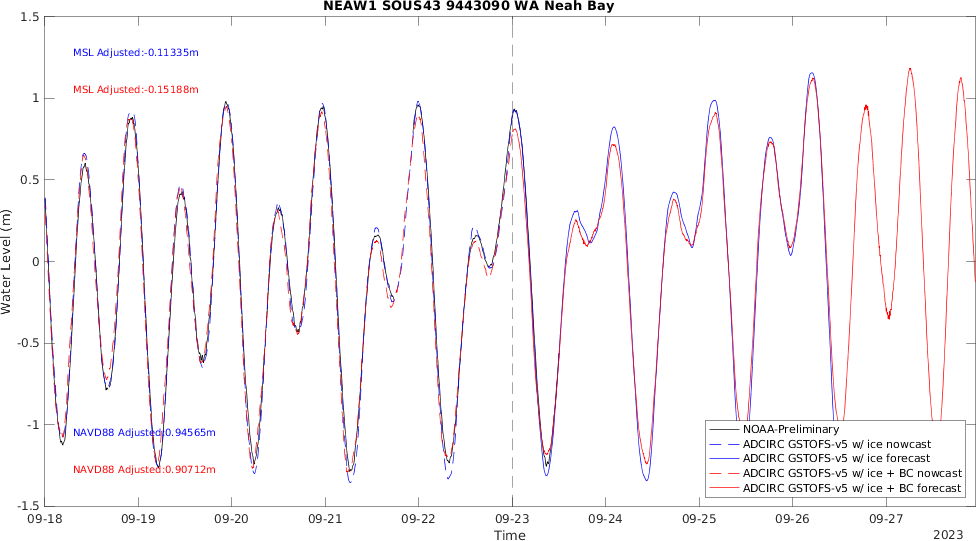 NEAW1 SOUS43 9443090 WA Neah Bay
1.5
MSL Adjusted:-0.11335m
MSL Adjusted:-0.15188m
1
0.5
Water Level (m)
0
-0.5
-1
NAVD88 Adjusted:0.94565m
NAVD88 Adjusted:0.90712m
-1.5
NOAA-Preliminary
ADCIRC GSTOFS-v5 w/ ice nowcast
ADCIRC GSTOFS-v5 w/ ice forecast
ADCIRC GSTOFS-v5 w/ice + BC nowcast
ADCIRC GSTOFS-v5 w/ice + BC forecast
09-18 09-19 09-20 09-21 09-22 09-23 09-24 09-25 09-26 09-27
Time
2023